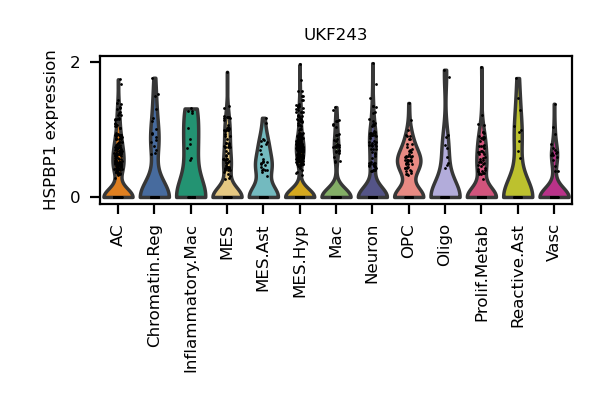 UKF243
HSPBP1 expression
2
0
AC
Chromatin.Reg
Inflammatory.Mac
MES
MES.Ast
MES.Hyp
Mac
Neuron
OPC
Oligo
Prolif.Metab
Reactive.Ast
Vasc